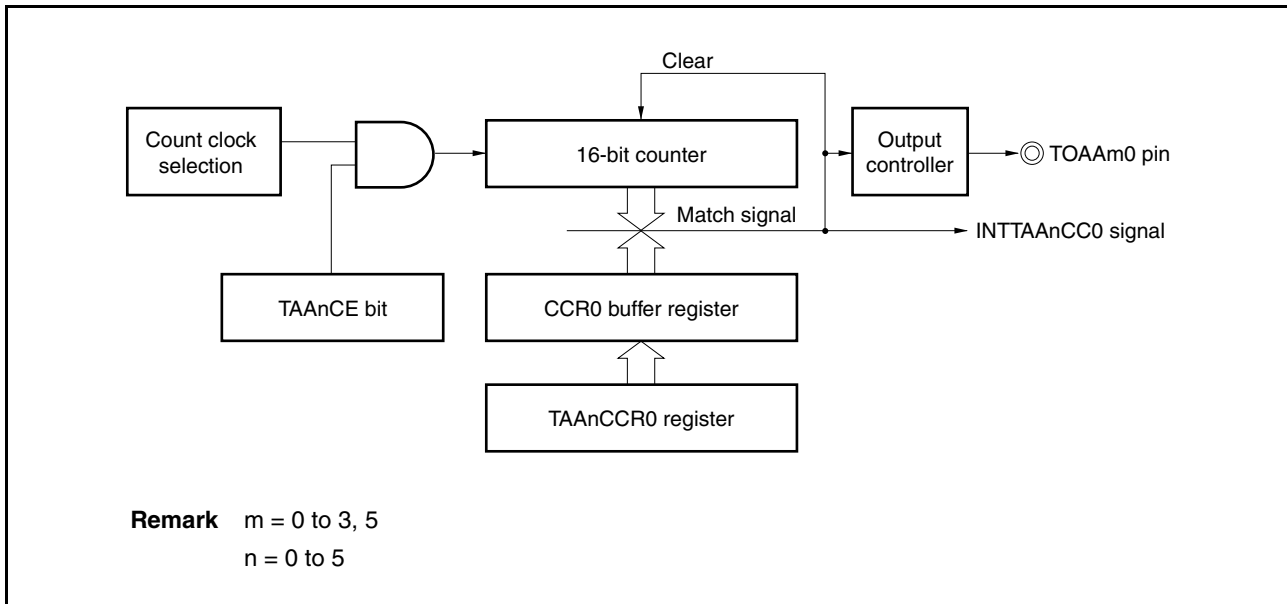 Clear
Count clock
selection
16-bit counter
Output
controller
TOAAm0 pin
Match signal
INTTAAnCC0 signal
TAAnCE bit
CCR0 buffer register
TAAnCCR0 register
Remark m = 0 to 3, 5
n = 0 to 5